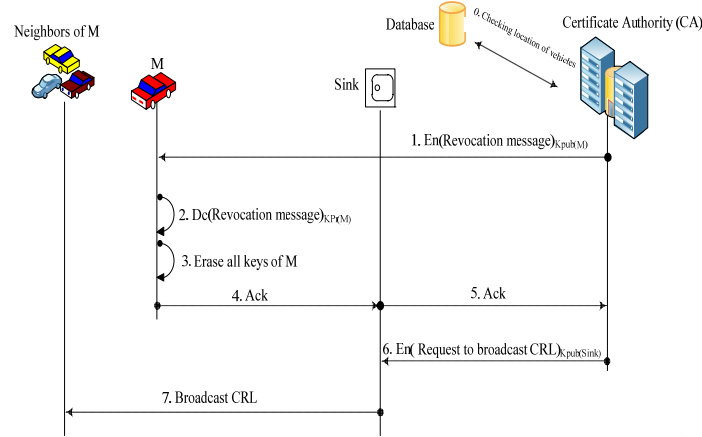 Database
0. Checking location of vehicles
Certificate Authority (CA)
Neighbors of M
M
Sink
1. En(Revocation message)Kpub(M)
2. Dc(Revocation message)KPr(M)
3. Erase all keys of M
4. Ack
5. Ack
6. En( Request to broadcast CRL)Kpub(Sink)
7. Broadcast CRL